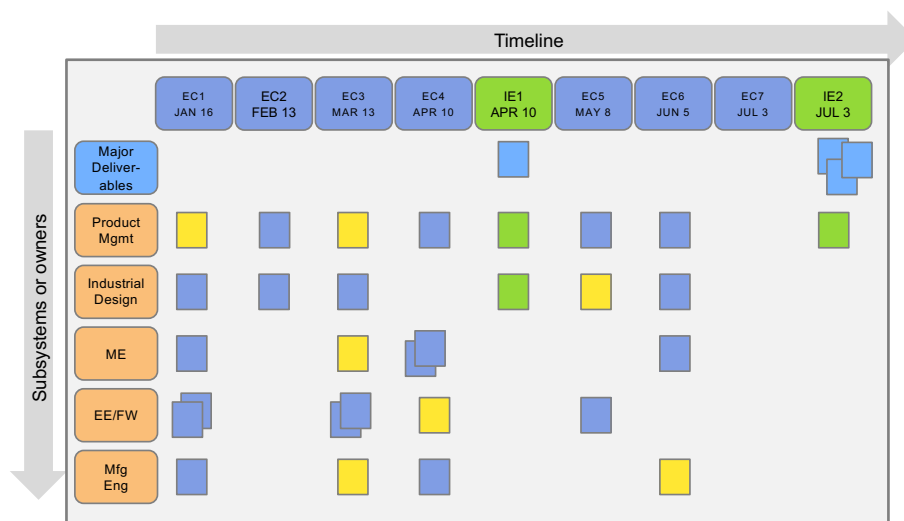 Timeline
EC1
JAN 16
EC2
FEB 13
EC3
MAR 13
EC4
APR 10
IE1
APR 10
EC5
MAY 8
EC6
JUN 5
EC7
JUL 3
IE2
JUL 3
Subsystems or owners
Major
Deliver-
ables
Product
Mgmt
Industrial
Design
ME
EE/FW
Mfg
Eng